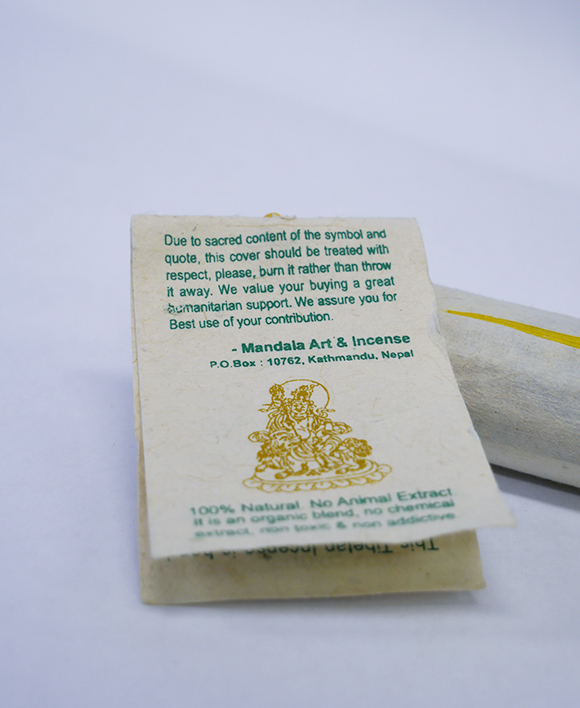 Due to sacred content of the symbol and
quote, this cover should be treated with
respect, please, burn it rather than throw
it away. We value your buying a great
humanitarian support. We assure you for
Best use of your contribution.
- Mandala Art & Incense
P.O.Box : 10762, Kathmandu, Nepal
100% Natural. No Animal Extract
It is an organic blend, no chemical
extract, non toxic & non addictive
This Tibetan Incense is